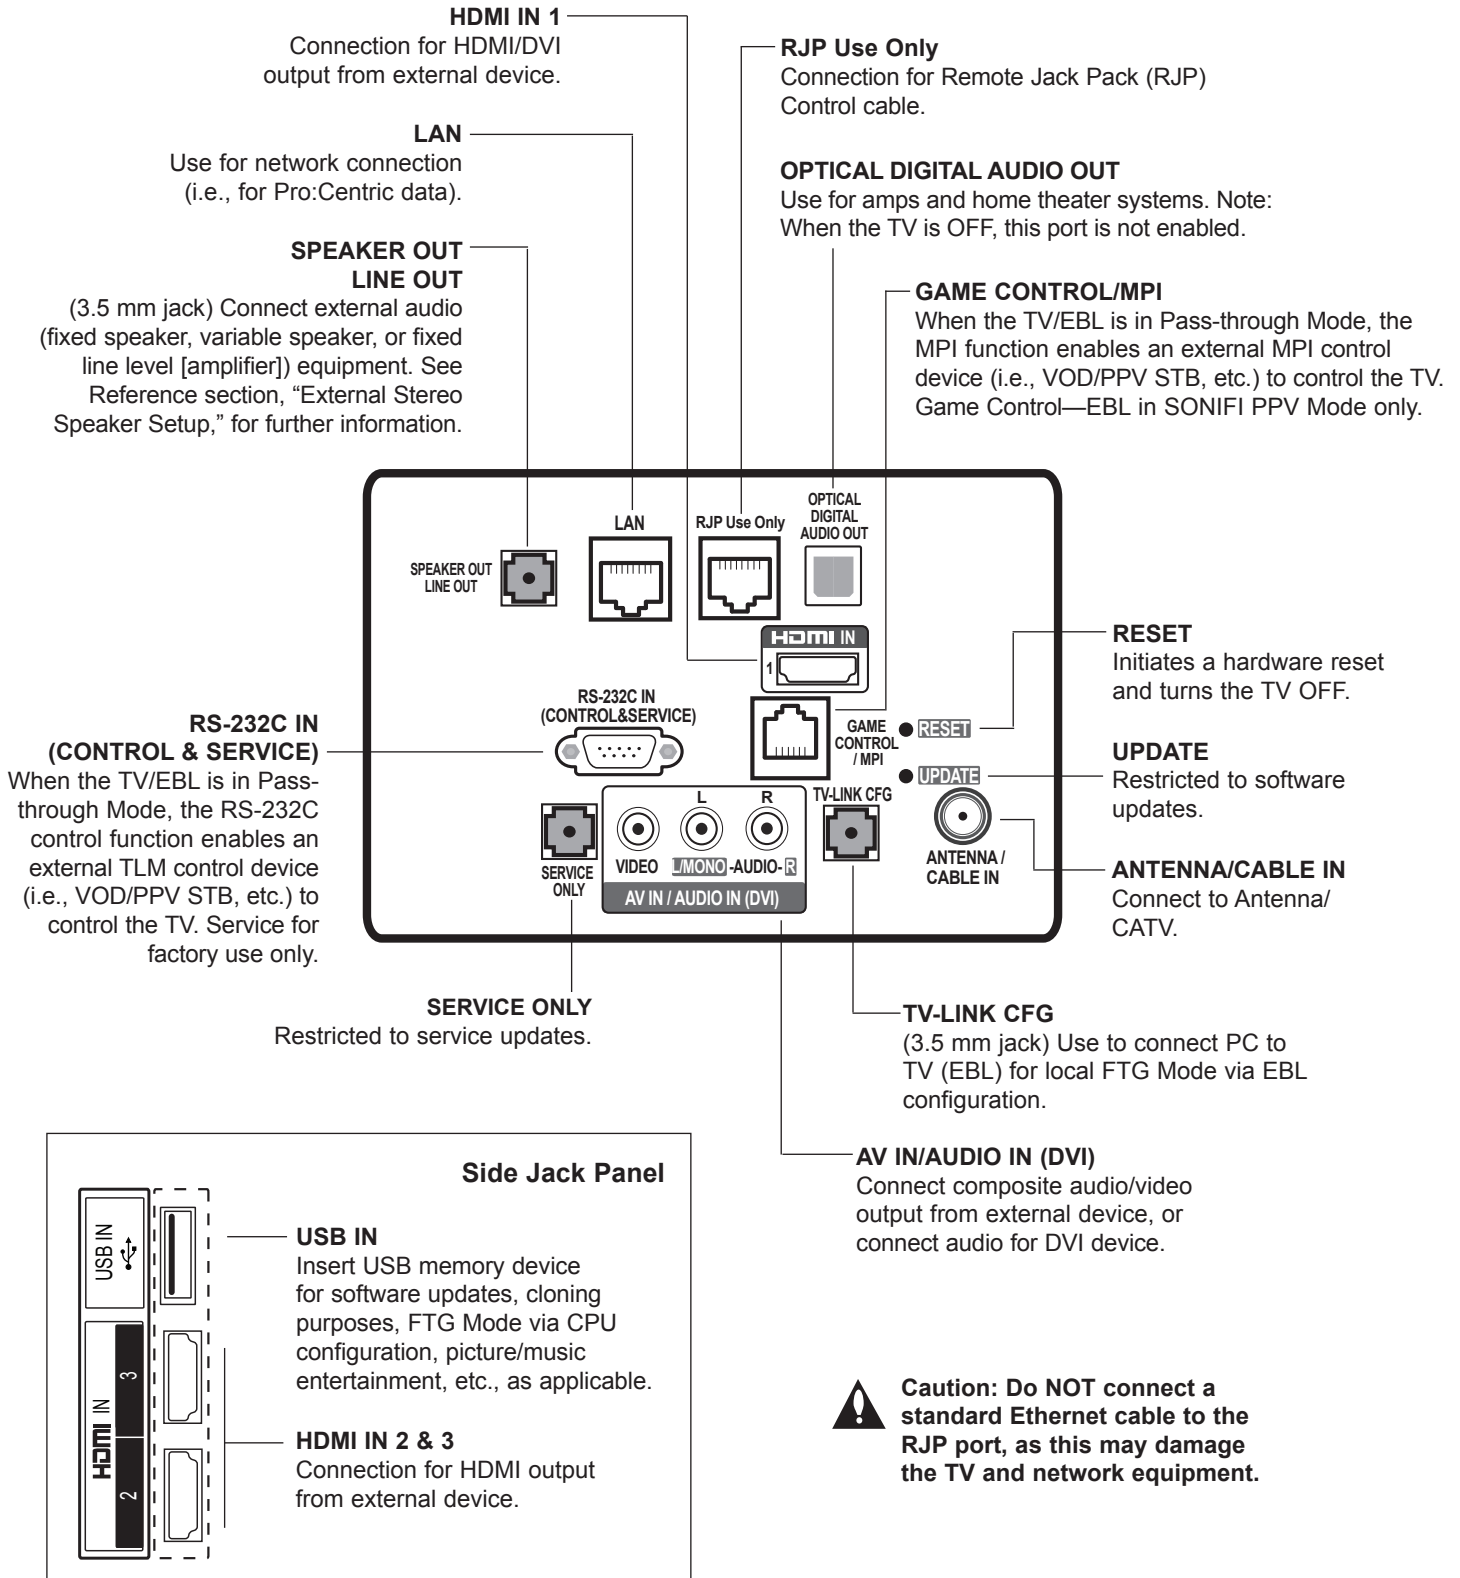 HDMI IN 1
Connection for HDMI/DVI
output from external device.
RJP Use Only
Connection for Remote Jack Pack (RJP)
Control cable.
LAN
Use for network connection
(i.e., for Pro:Centric data).
OPTICAL DIGITAL AUDIO OUT
Use for amps and home theater systems. Note:
When the TV is OFF, this port is not enabled.
SPEAKER OUT
LINE OUT
(3.5 mm jack) Connect external audio
(fixed speaker, variable speaker, or fixed
line level [amplifier]) equipment. See
Reference section, “External Stereo
Speaker Setup,” for further information.
GAME CONTROL/MPI
When the TV/EBL is in Pass-through Mode, the
MPI function enables an external MPI control
device (i.e., VOD/PPV STB, etc.) to control the TV.
Game Control—EBL in SONIFI PPV Mode only.
SPEAKER OUT
LINE OUT
LAN
RJP Use Only
OPTICAL
DIGITAL
AUDIO OUT
HDMI IN
1
RS-232C IN
(CONTROL&SERVICE)
GAME
CONTROL
/ MPI
RESET
UPDATE
SERVICE
ONLY
L
R
VIDEO
L/MONO -AUDIO- R
AV IN / AUDIO IN (DVI)
TV-LINK CFG
ANTENNA /
CABLE IN
RESET
Initiates a hardware reset
and turns the TV OFF.
UPDATE
Restricted to software
updates.
ANTENNA/CABLE IN
Connect to Antenna/
CATV.
RS-232C IN
(CONTROL & SERVICE)
When the TV/EBL is in Pass-
through Mode, the RS-232C
control function enables an
external TLM control device
(i.e., VOD/PPV STB, etc.) to
control the TV. Service for
factory use only.
SERVICE ONLY
Restricted to service updates.
TV-LINK CFG
(3.5 mm jack) Use to connect PC to
TV (EBL) for local FTG Mode via EBL
configuration.
AV IN/AUDIO IN (DVI)
Connect composite audio/video
output from external device, or
connect audio for DVI device.
Side Jack Panel
USB IN
HDMI IN
3
2
USB IN
Insert USB memory device
for software updates, cloning
purposes, FTG Mode via CPU
configuration, picture/music
entertainment, etc., as applicable.
HDMI IN 2 & 3
Connection for HDMI output
from external device.
Caution: Do NOT connect a
standard Ethernet cable to the
RJP port, as this may damage
the TV and network equipment.